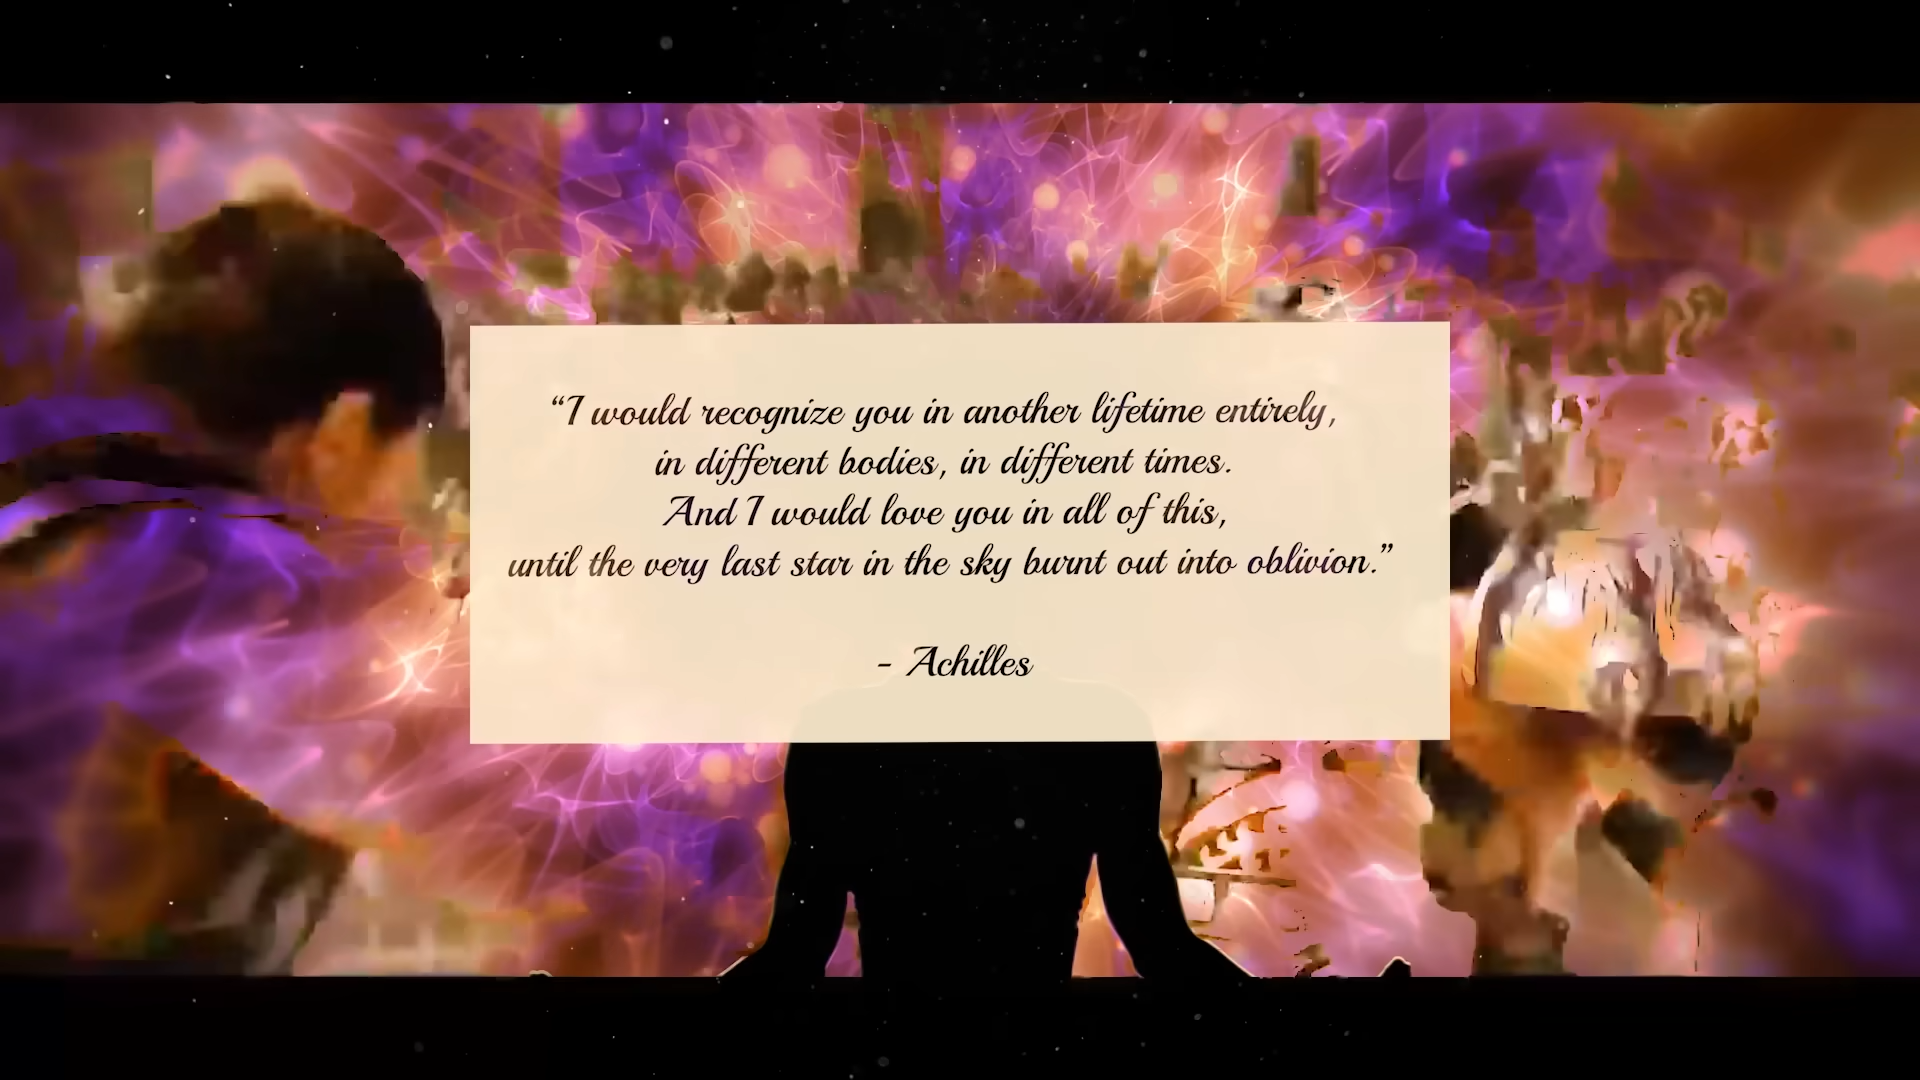 “I would recognize you in another lifetime entirely,
in different bodies, in different times.
And I would love you in all of this,
until the very last star in the sky burnt out into oblivion.”
- Achilles